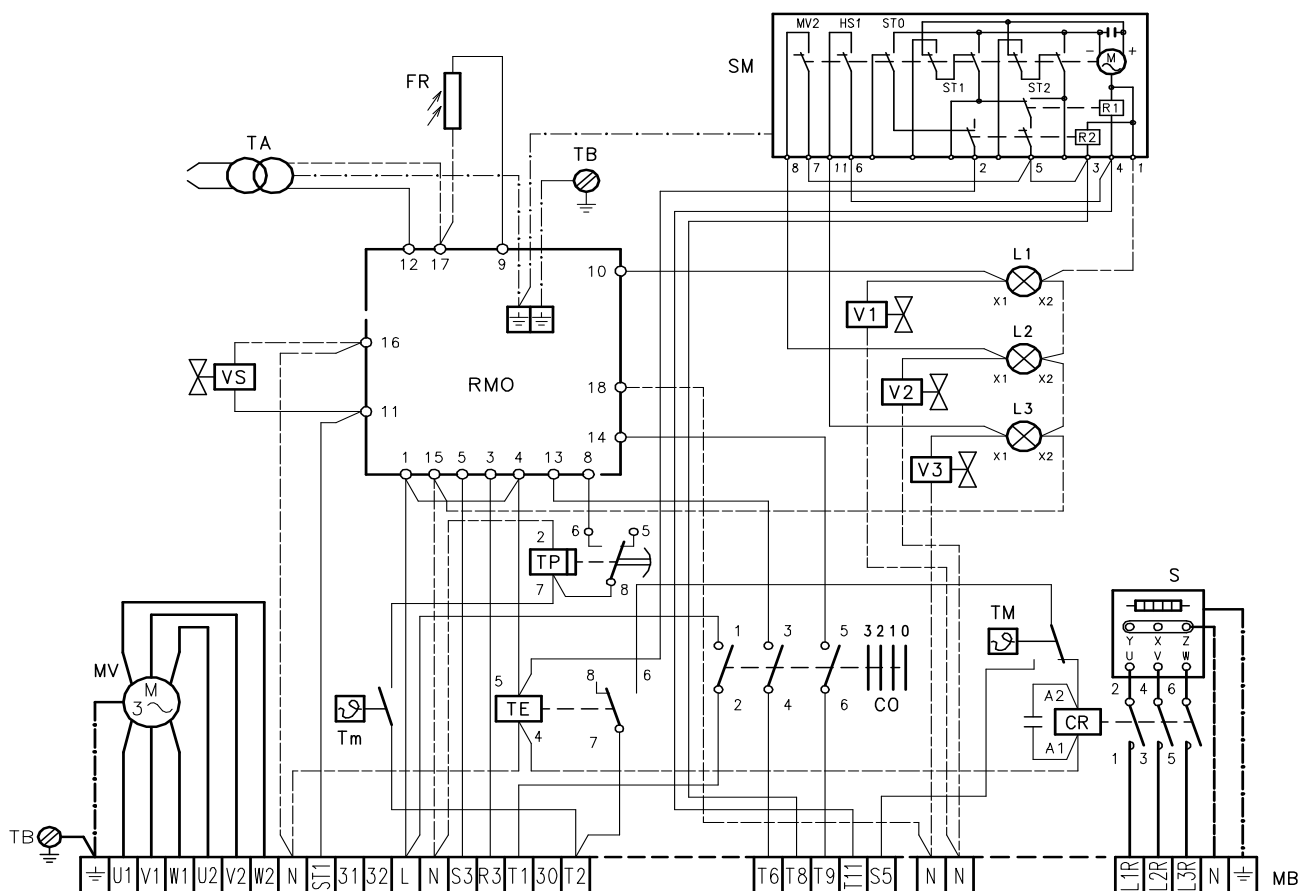 MV2 HS1 ST0
- M +
SM
ST1 ST2
R1
R2
8 7 11 6 2 5 3 4 1
FR
TA
TB
12 17 9
10
L1
X1 X2
V1
16
VS
RMO
18
L2
X1 X2
V2
11
14
L3
X1 X2
V3
1 15 5 3 4 13 8
6 5
2
TP
7 8
S
TM
Y X Z
U V W
1 3 5 3210
MV
M
3
5 8 6
TE
Tm
4 7
2 4 6 CO
A2
CR
A1
2 4 6
1 3 5
TB
U1 V1 W1 U2 V2 W2 N ST1 31 32 L N S3 R3 T1 30 T2
T6 T8 T9 T11 S5 N N
L1R L2R L3R N
MB